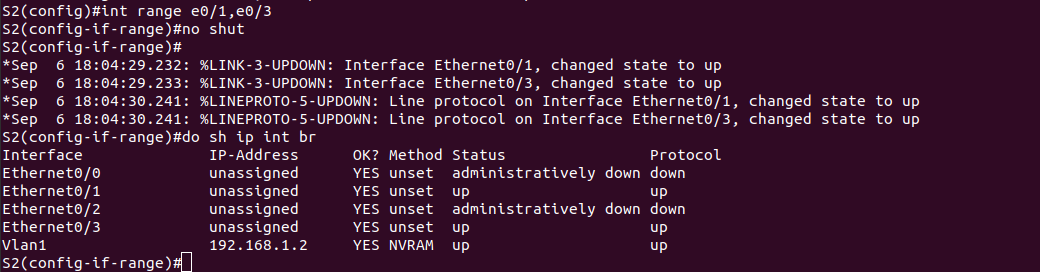 S2(config)#int range e0/1,e0/3
S2(config-if-range)#no shut
S2(config-if-range)#
*Sep  6 18:04:29.232: %LINK-3-UPDOWN: Interface Ethernet0/1, changed state to up
*Sep  6 18:04:29.233: %LINK-3-UPDOWN: Interface Ethernet0/3, changed state to up
*Sep  6 18:04:30.241: %LINEPROTO-5-UPDOWN: Line protocol on Interface Ethernet0/1, changed state to up
*Sep  6 18:04:30.241: %LINEPROTO-5-UPDOWN: Line protocol on Interface Ethernet0/3, changed state to up
S2(config-if-range)#do sh ip int br
Interface              IP-Address      OK? Method Status                Protocol
Ethernet0/0            unassigned      YES unset  administratively down down
Ethernet0/1            unassigned      YES unset  up                    up
Ethernet0/2            unassigned      YES unset  administratively down down
Ethernet0/3            unassigned      YES unset  up                    up
Vlan1                  192.168.1.2     YES NVRAM  up                    up
S2(config-if-range)#